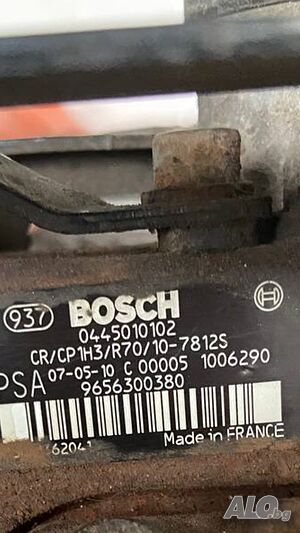 937 BOSCH
0445010102
CR/CP1H3/R70/10-7812S
PSA 07-05-10 C 00005 1006290
9656300380
62041
Made in FRANCE
ALO.bg